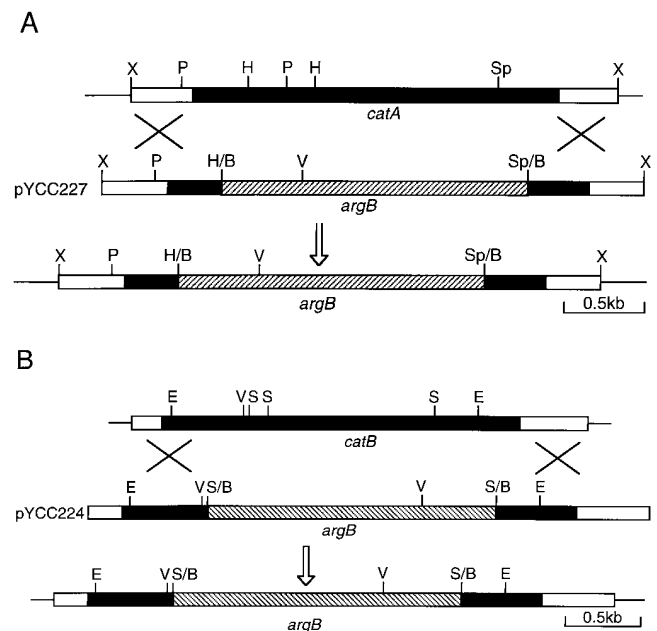 A
X P H P H Sp X
catA
X P H/B V Sp/B X
pYCC227
argB
X P H/B V Sp/B X
argB
0.5kb
B
E V S S S E
catB
E V S/B V S/B E
pYCC224
argB
E V S/B V S/B E
argB
0.5kb